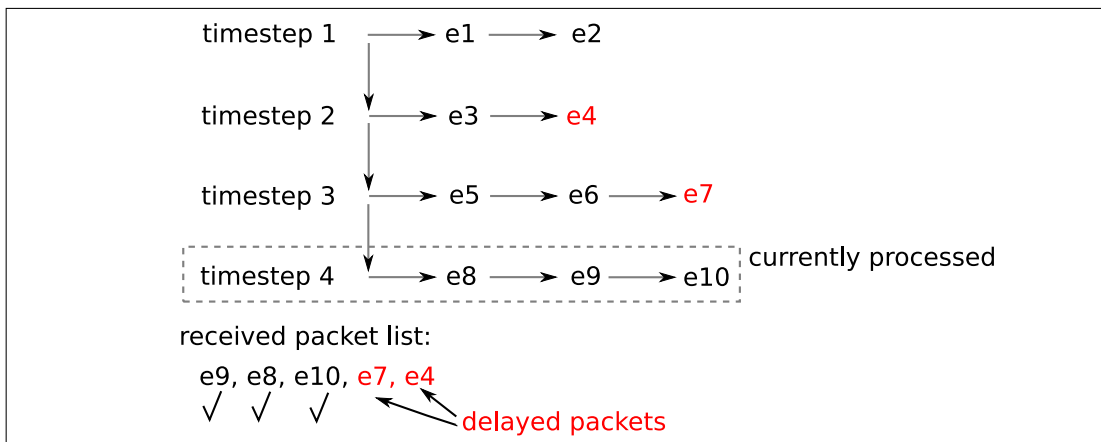 timestep 1 e1 e2
timestep 2 e3 e4
timestep 3 e5 e6 e7
timestep 4 e8 e9 e10 currently processed
received packet list:
e9, e8, e10, e7, e4
delayed packets